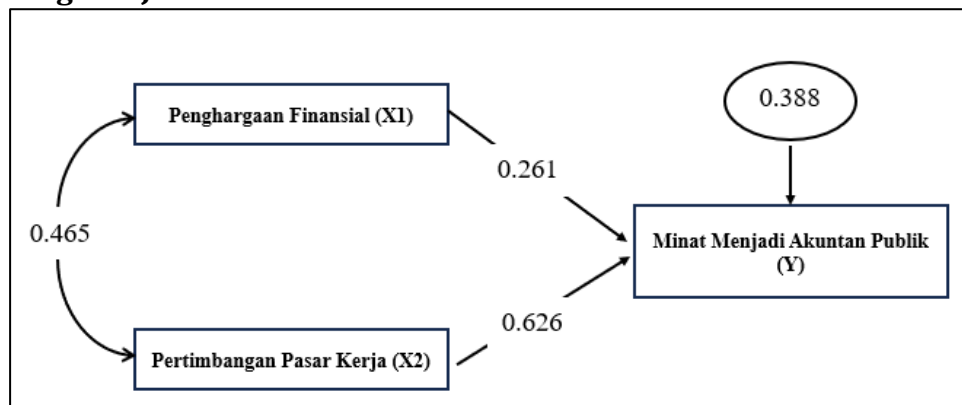 Penghargaan Finansial (X1)
0.388
0.261
0.465
Minat Menjadi Akuntan Publik
(Y)
0.626
Pertimbangan Pasar Kerja (X2)